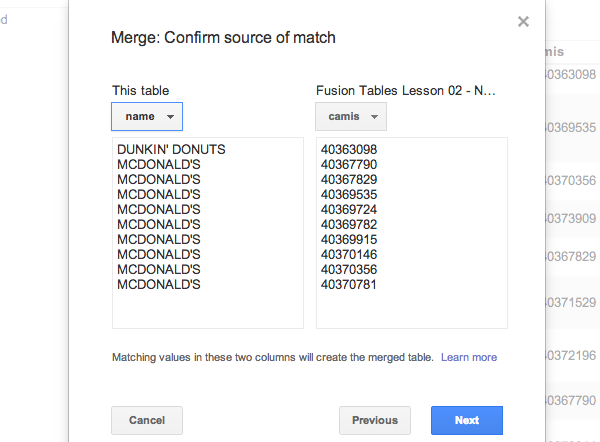 d
Merge: Confirm source of match
This table
Fusion Tables Lesson 02 - N…
name
camis
DUNKIN' DONUTS
MCDONALD'S
MCDONALD'S
MCDONALD'S
MCDONALD'S
MCDONALD'S
MCDONALD'S
MCDONALD'S
MCDONALD'S
MCDONALD'S
40363098
40367790
40367829
40369535
40369724
40369782
40369915
40370146
40370356
40370781
Matching values in these two columns will create the merged table. Learn more
Cancel
Previous
Next
mis
40363098
40369535
40370356
40373909
40367829
40371529
40372196
40367790